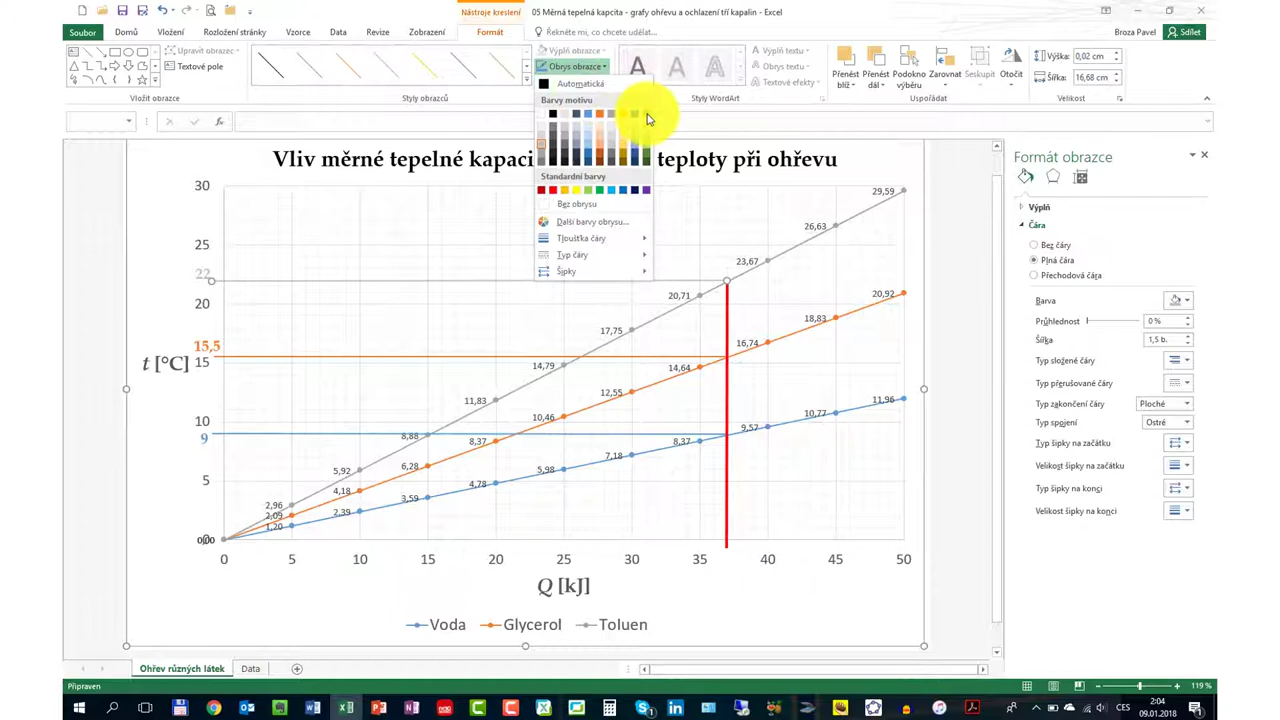 Nástroje kreslení
05 Měrná tepelná kapcita - grafy ohřevu a ochlazení tří kapalin - Excel
Soubor
Domů
Vložení
Rozložení stránky
Vzorce
Data
Revize
Zobrazení
Formát
Řekněte mi, co chcete udělat...
Broza Pavel
Sdílet
Upravit obrazec
Textové pole
Vložit obrazce
Styly obrazců
Výplň obrazce
Obrys obrazce
Výplň textu
Obrys textu
Textové efekty
Styly WordArt
Přenést blíž
Přenést dál
Podokno výběru
Zarovnat
Seskupit
Otočit
Uspořádat
Výška:
0,02 cm
Šířka:
16,68 cm
Velikost
Automatická
Barvy motivu
Standardní barvy
Bez obrysu
Další barvy obrysu...
Tloušťka čáry
Typ čáry
Šipky
Vliv měrné tepelné kapaci
teploty při ohřevu
30
25
22
20
15,5
15
10
9
5
t [°C]
29,59
26,63
23,67
20,71
17,75
14,79
11,83
8,88
5,92
2,96
20,92
18,83
16,74
14,64
12,55
10,46
8,37
6,28
4,18
2,09
11,96
10,77
9,57
8,37
7,18
5,98
4,78
3,59
2,39
1,20
0 5 10 15 20 25 30 35 40 45 50
Q [kJ]
Voda Glycerol Toluen
Formát obrazce
Výplň
Čára
Bez čáry
Plná čára
Přechodová čára
Barva
Průhlednost
0 %
Šířka
1,5 b.
Typ složené čáry
Typ přerušované čáry
Typ zakončení čáry
Ploché
Typ spojení
Ostré
Typ šipky na začátku
Velikost šipky na začátku
Typ šipky na konci
Velikost šipky na konci
Ohřev různých látek
Data
Připraven
119 %
CES
2:04
09.01.2018